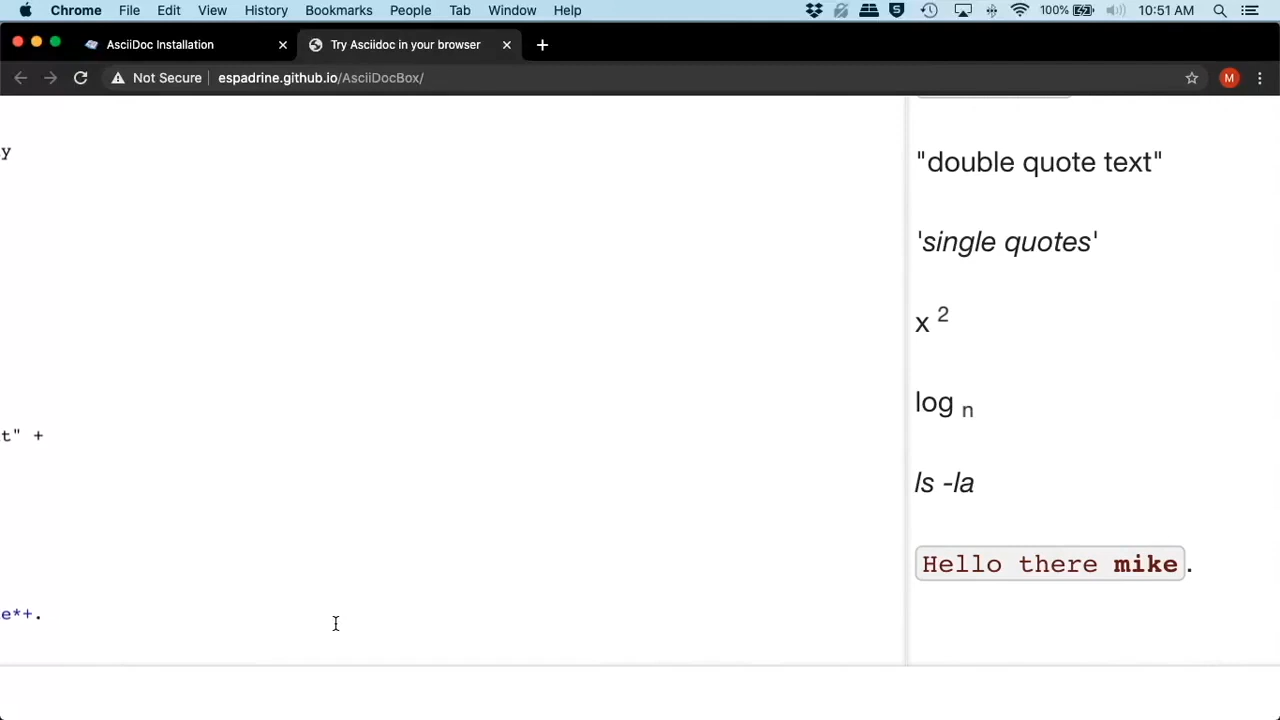 Chrome File Edit View History Bookmarks People Tab Window Help 100% 10:51 AM
AsciiDoc Installation Try Asciidoc in your browser
Not Secure espadrine.github.io/AsciiDocBox/ M
y
"double quote text"
'single quotes'
x 2
log n
t" +
ls -la
Hello there mike.
e*+.